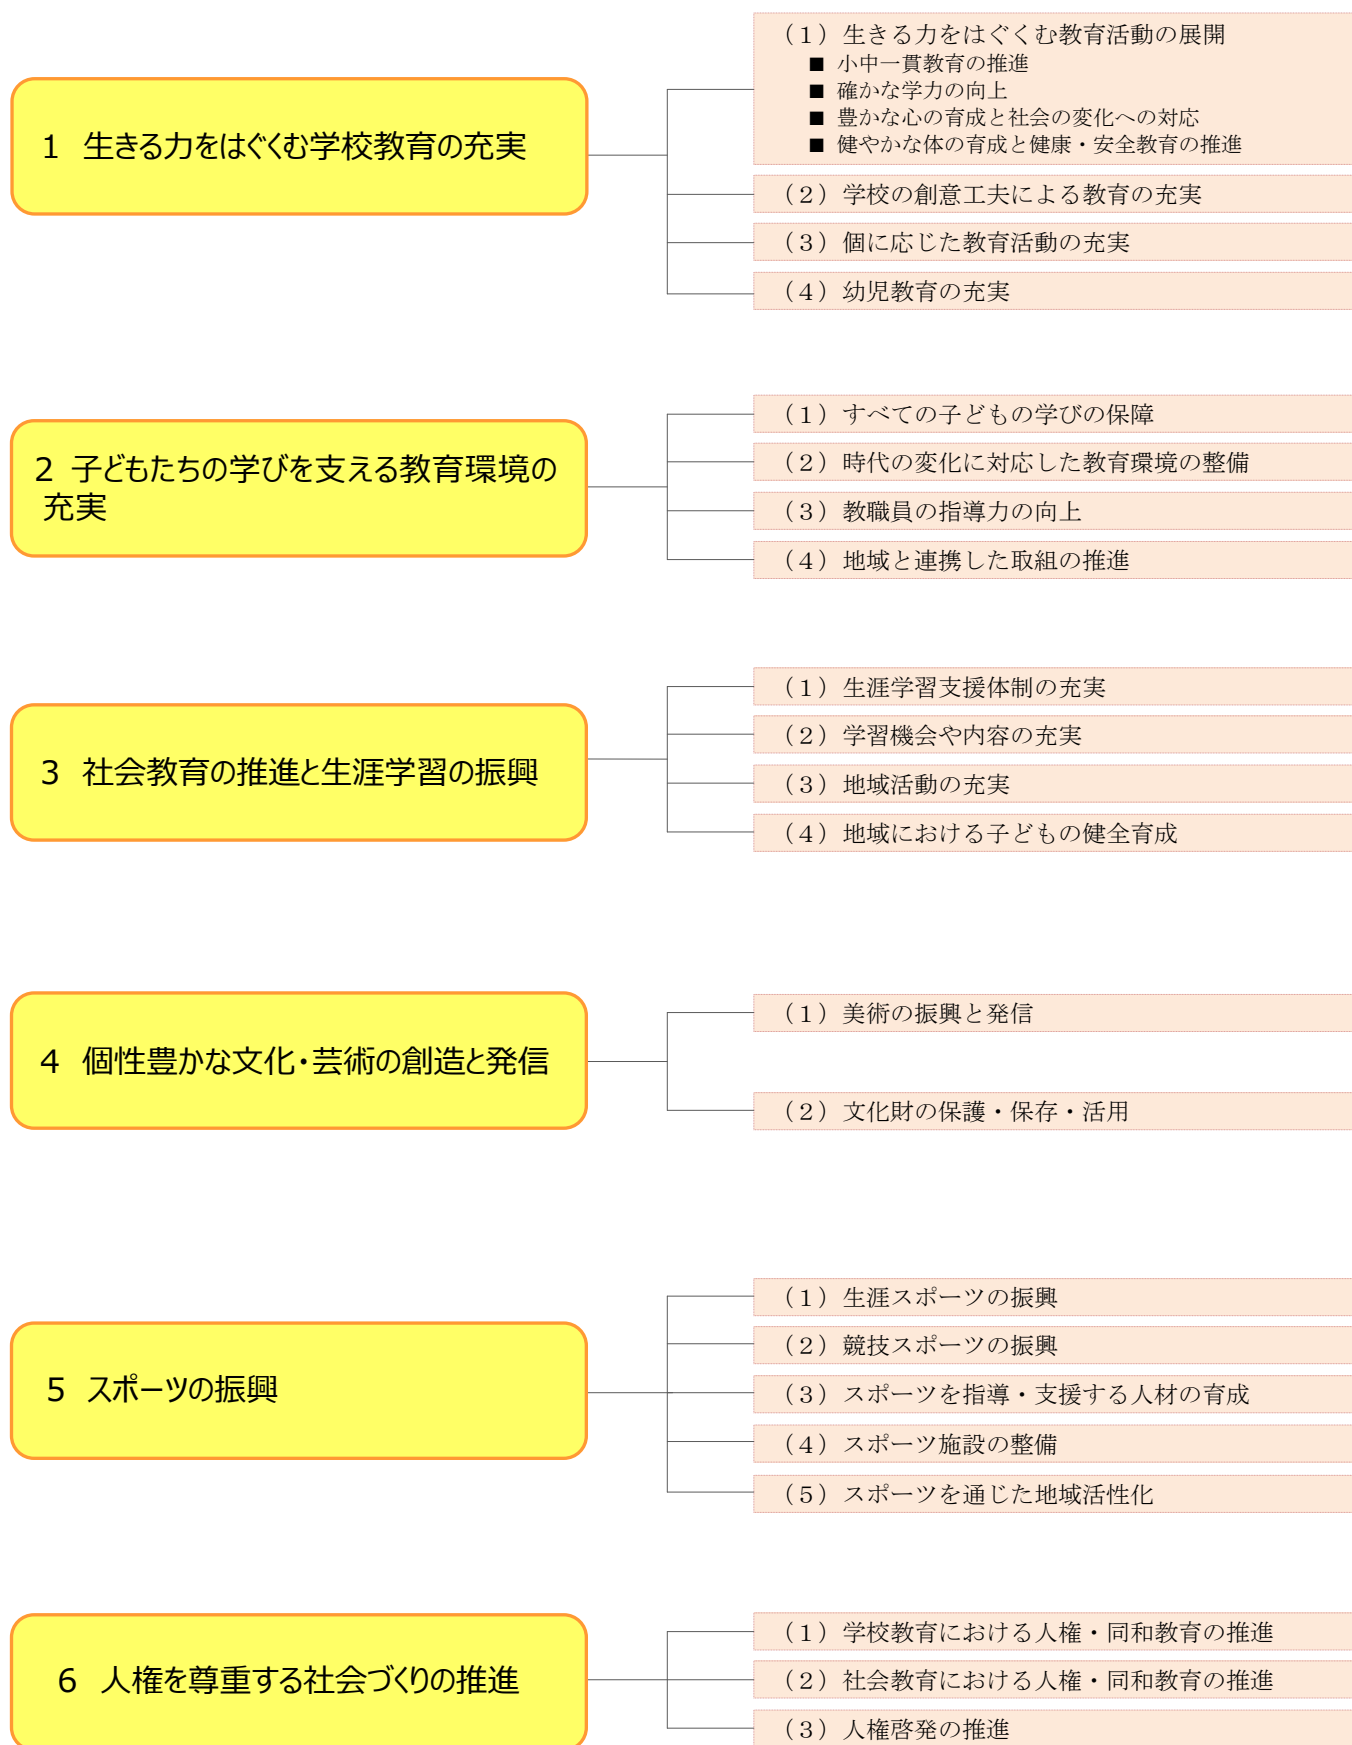 1 生きる力をはぐくむ学校教育の充実
（１）生きる力をはぐくむ教育活動の展開
■ 小中一貫教育の推進
■ 確かな学力の向上
■ 豊かな心の育成と社会の変化への対応
■ 健やかな体の育成と健康・安全教育の推進
（２）学校の創意工夫による教育の充実
（３）個に応じた教育活動の充実
（４）幼児教育の充実
2 子どもたちの学びを支える教育環境の
充実
（１）すべての子どもの学びの保障
（２）時代の変化に対応した教育環境の整備
（３）教職員の指導力の向上
（４）地域と連携した取組の推進
3 社会教育の推進と生涯学習の振興
（１）生涯学習支援体制の充実
（２）学習機会や内容の充実
（３）地域活動の充実
（４）地域における子どもの健全育成
4 個性豊かな文化・芸術の創造と発信
（１）美術の振興と発信
（２）文化財の保護・保存・活用
5 スポーツの振興
（１）生涯スポーツの振興
（２）競技スポーツの振興
（３）スポーツを指導・支援する人材の育成
（４）スポーツ施設の整備
（５）スポーツを通じた地域活性化
6 人権を尊重する社会づくりの推進
（１）学校教育における人権・同和教育の推進
（２）社会教育における人権・同和教育の推進
（３）人権啓発の推進